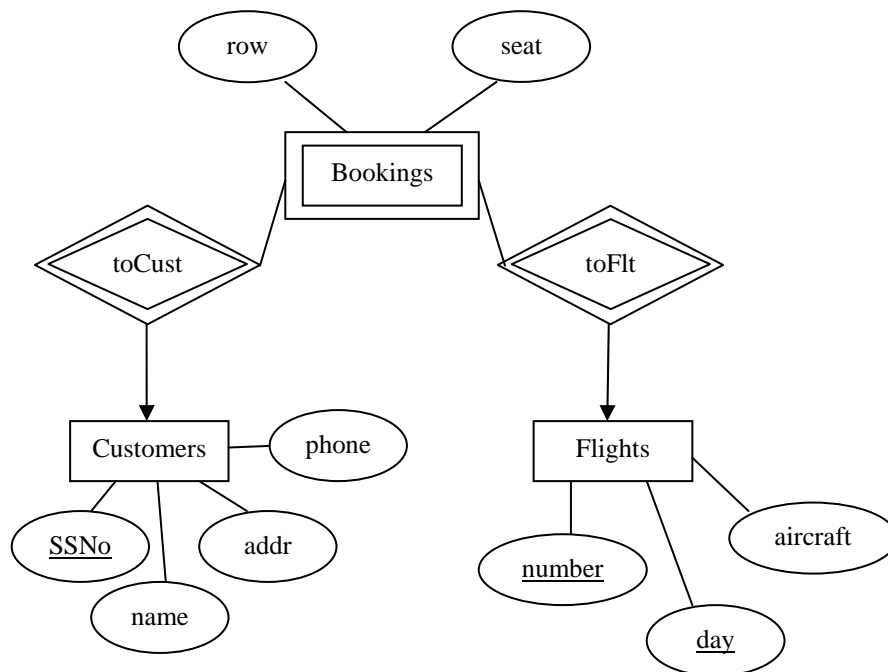 row
seat
Bookings
toCust
toFlt
Customers
phone
Flights
SSNo
addr
name
number
aircraft
day